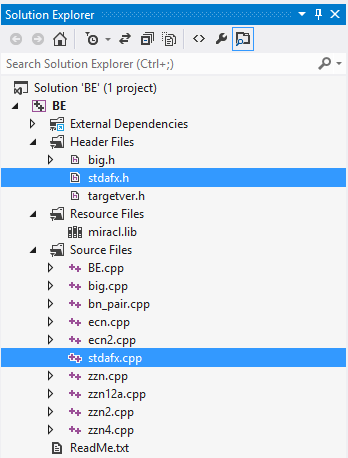 Solution Explorer
Search Solution Explorer (Ctrl+;)
Solution 'BE' (1 project)
BE
External Dependencies
Header Files
big.h
stdafx.h
targetver.h
Resource Files
miracl.lib
Source Files
BE.cpp
big.cpp
bn_pair.cpp
ecn.cpp
ecn2.cpp
stdafx.cpp
zzn.cpp
zzn12a.cpp
zzn2.cpp
zzn4.cpp
ReadMe.txt